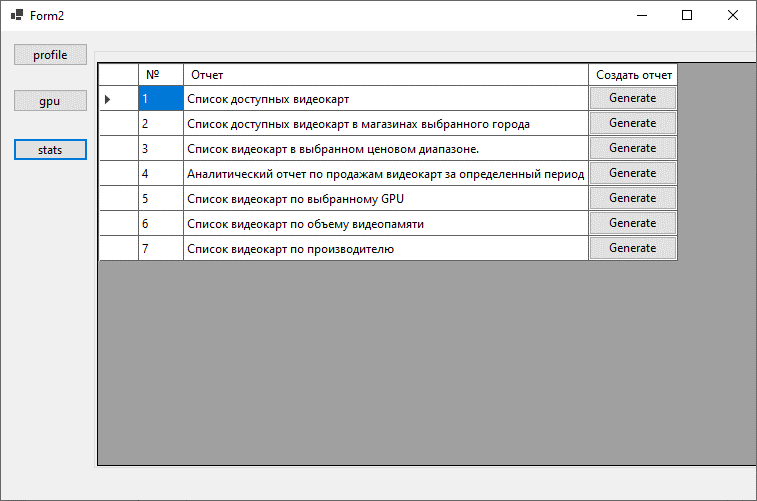 Form2
profile
gpu
stats
№ Отчет Создать отчет
1 Список доступных видеокарт Generate
2 Список доступных видеокарт в магазинах выбранного города Generate
3 Список видеокарт в выбранном ценовом диапазоне. Generate
4 Аналитический отчет по продажам видеокарт за определенный период Generate
5 Список видеокарт по выбранному GPU Generate
6 Список видеокарт по объему видеопамяти Generate
7 Список видеокарт по производителю Generate